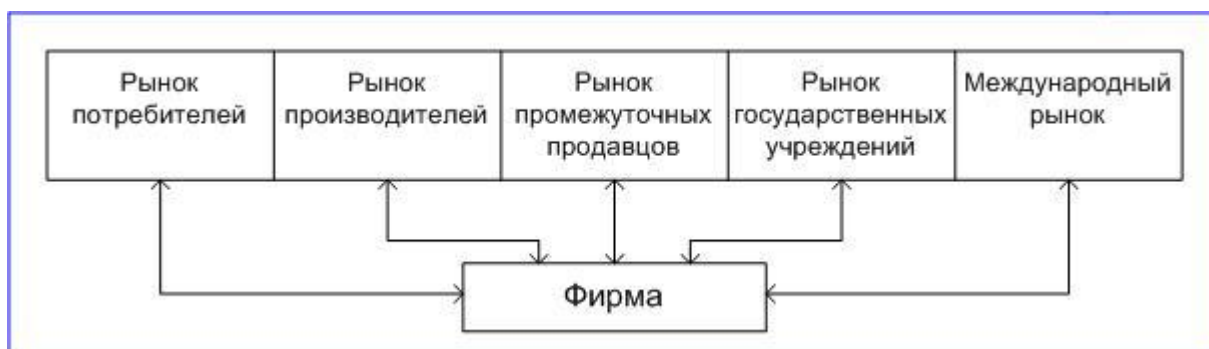 Рынок
потребителей
Рынок
производителей
Рынок
промежуточных
продавцов
Рынок
государственных
учреждений
Международный
рынок
Фирма